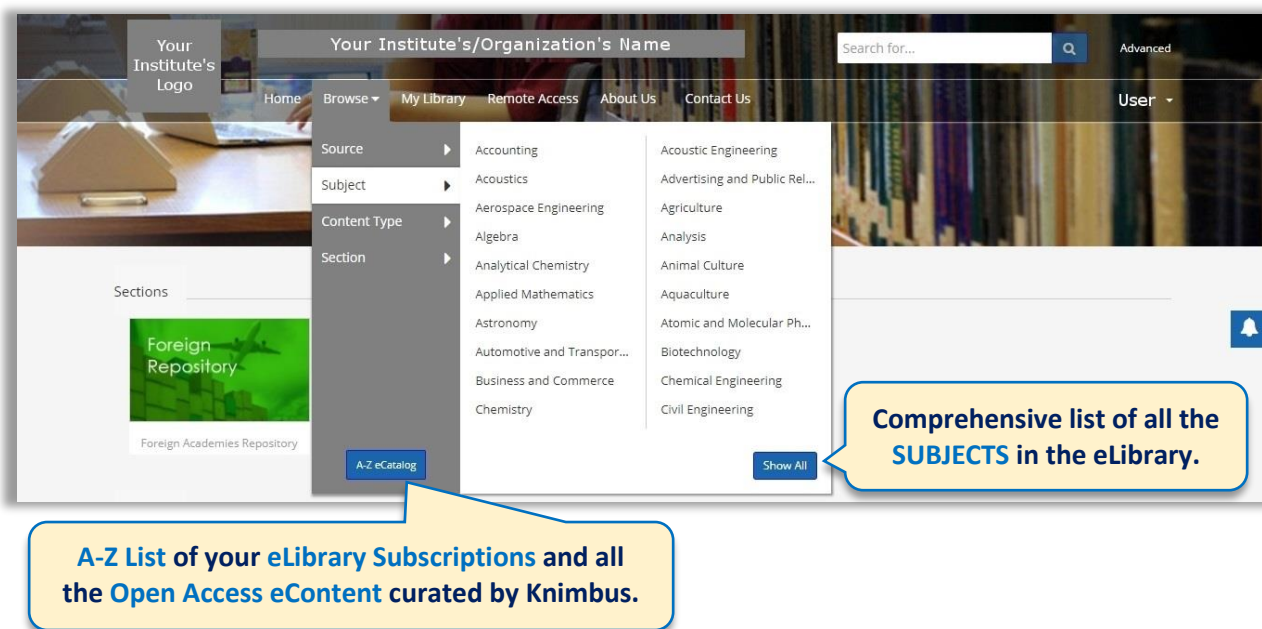 Your
Institute's
Logo
Your Institute's/Organization's Name
Search for...
Advanced
Home Browse My Library Remote Access About Us Contact Us
User
Source
Subject
Content Type
Section
Accounting Acoustic Engineering
Acoustics Advertising and Public Rel...
Aerospace Engineering Agriculture
Algebra Analysis
Analytical Chemistry Animal Culture
Applied Mathematics Aquaculture
Astronomy Atomic and Molecular Ph...
Automotive and Transpor... Biotechnology
Business and Commerce Chemical Engineering
Chemistry Civil Engineering
A-Z eCatalog
Show All
Sections
Foreign
Repository
Foreign Academies Repository
Comprehensive list of all the
SUBJECTS in the eLibrary.
A-Z List of your eLibrary Subscriptions and all
the Open Access eContent curated by Knimbus.